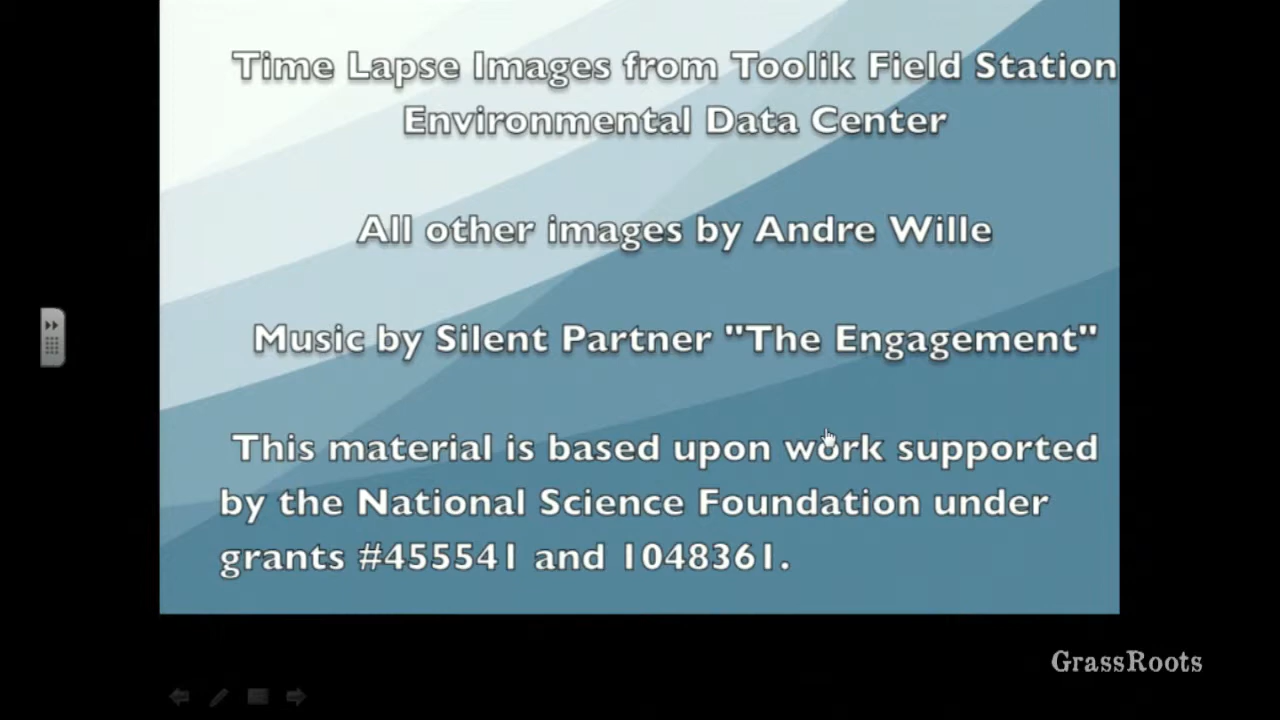 Time Lapse Images from Toolik Field Station
Environmental Data Center
All other images by Andre Wille
Music by Silent Partner "The Engagement"
This material is based upon work supported
by the National Science Foundation under
grants #455541 and 1048361.
GrassRoots